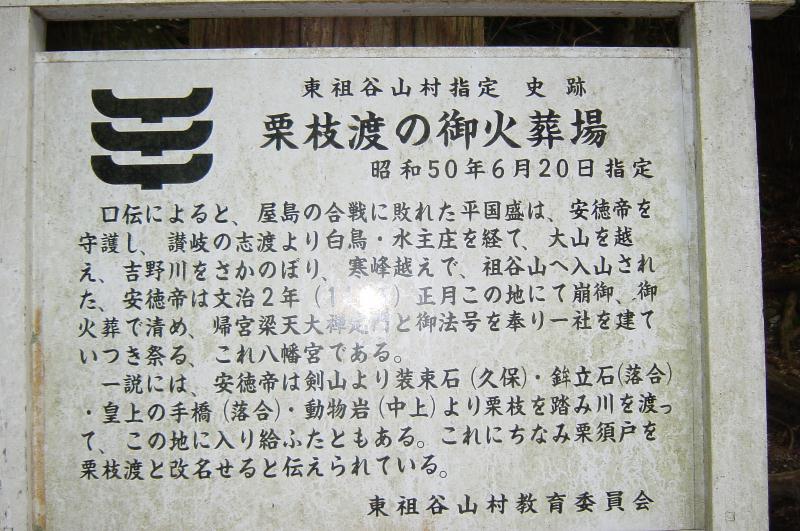 東祖谷山村指定 史跡
栗枝渡の御火葬場
昭和50年6月20日指定
口伝によると、屋島の合戦に敗れた平国盛は、安徳帝を
守護し、讃岐の志渡より白鳥・水主庄を経て、大山を越
え、吉野川をさかのぼり、寒峰越えで、祖谷山へ入山され
た、安徳帝は文治2年(1 )正月この地にて崩御、御
火葬で清め、帰宮梁天大禅定門と御法号を奉り一社を建て
いつき祭る、これ八幡宮である。
一説には、安徳帝は剣山より装束石(久保)・鉾立石(落合)
・皇上の手橋(落合)・動物岩(中上)より栗枝を踏み川を渡っ
て、この地に入り給ふたともある。これにちなみ栗須戸を
栗枝渡と改名せると伝えられている。
東祖谷山村教育委員会